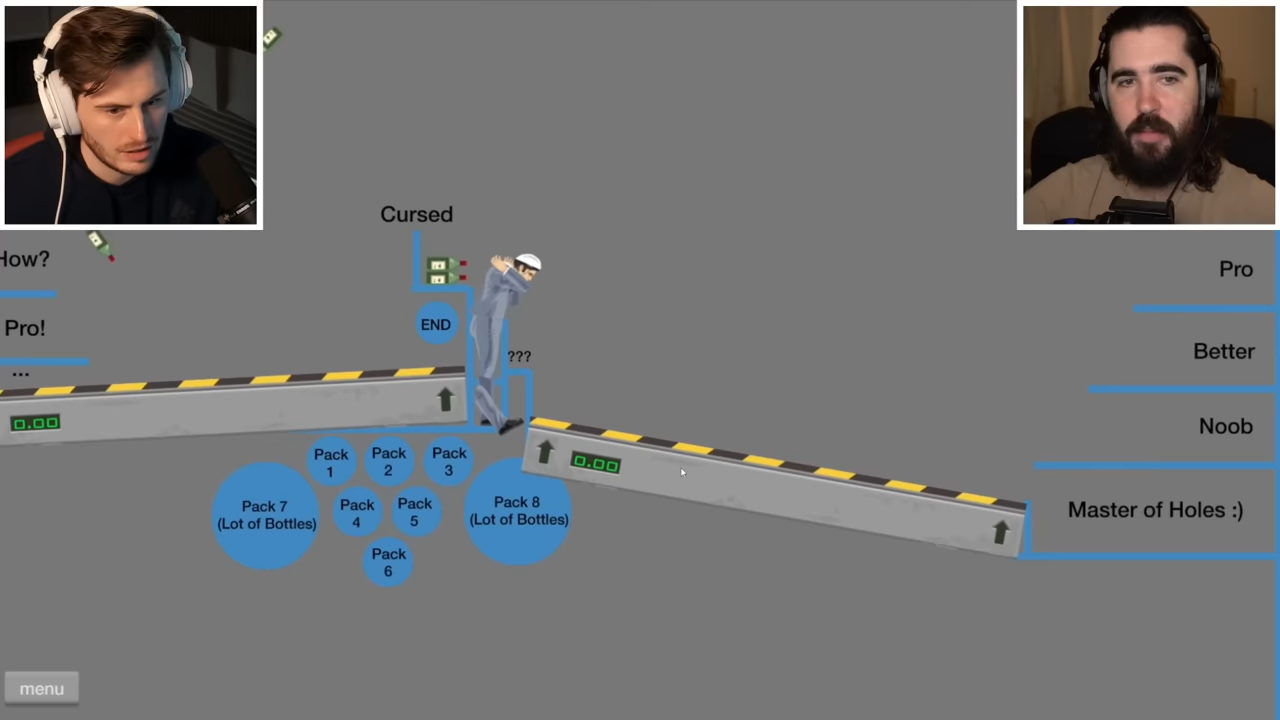 Cursed
How?
Pro!
...
END
???
0.00
0.00
Pack
1
Pack
2
Pack
3
Pack
4
Pack
5
Pack
6
Pack 7
(Lot of Bottles)
Pack 8
(Lot of Bottles)
Pro
Better
Noob
Master of Holes :)
menu